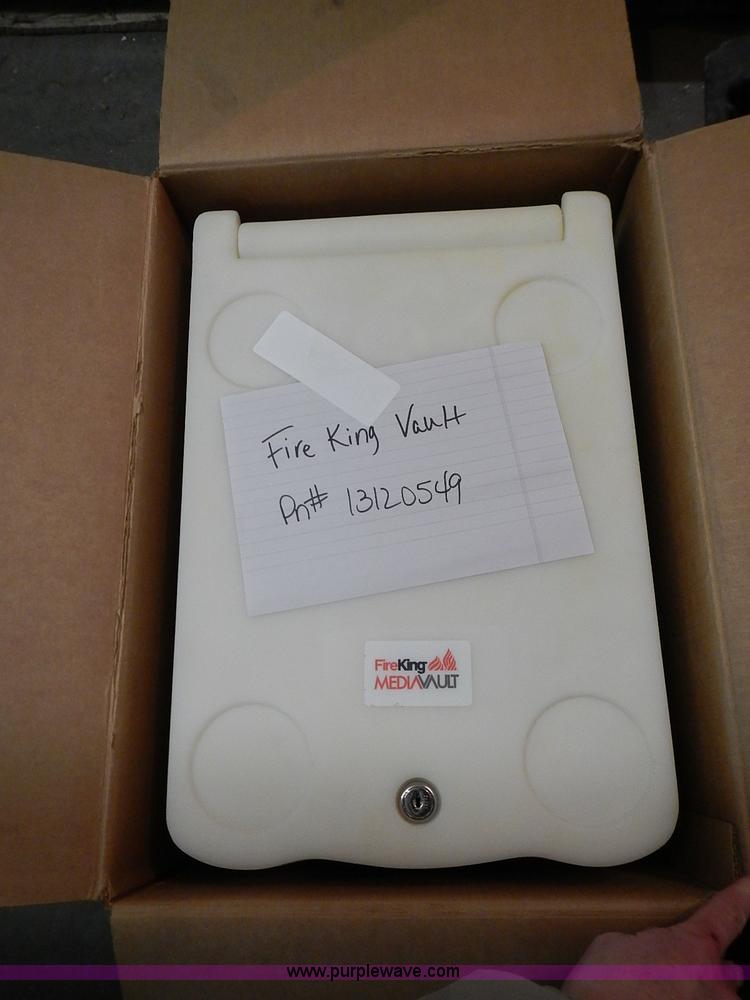 Fire King Vault
Pn# 13120549
FireKing
MEDIAVAULT
www.purplewave.com